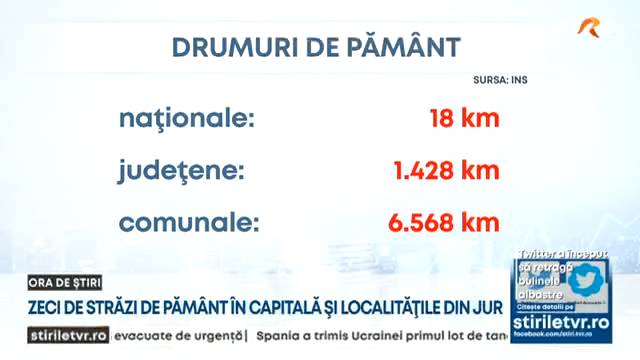 DRUMURI DE PĂMÂNT
SURSA: INS
naţionale: 18 km
judeţene: 1.428 km
comunale: 6.568 km
Twitter a început
să retragă
bulinele
albastre
ORA DE ŞTIRI
ZECI DE STRĂZI DE PĂMÂNT ÎN CAPITALĂ ŞI LOCALITĂŢILE DIN JUR
Citeşte detalii pe
stiriletvr.ro
facebook.com/stiri.tvr.ro
stiriletvr.ro evacuate de urgenţă | Spania a trimis Ucrainei primul lot de tan